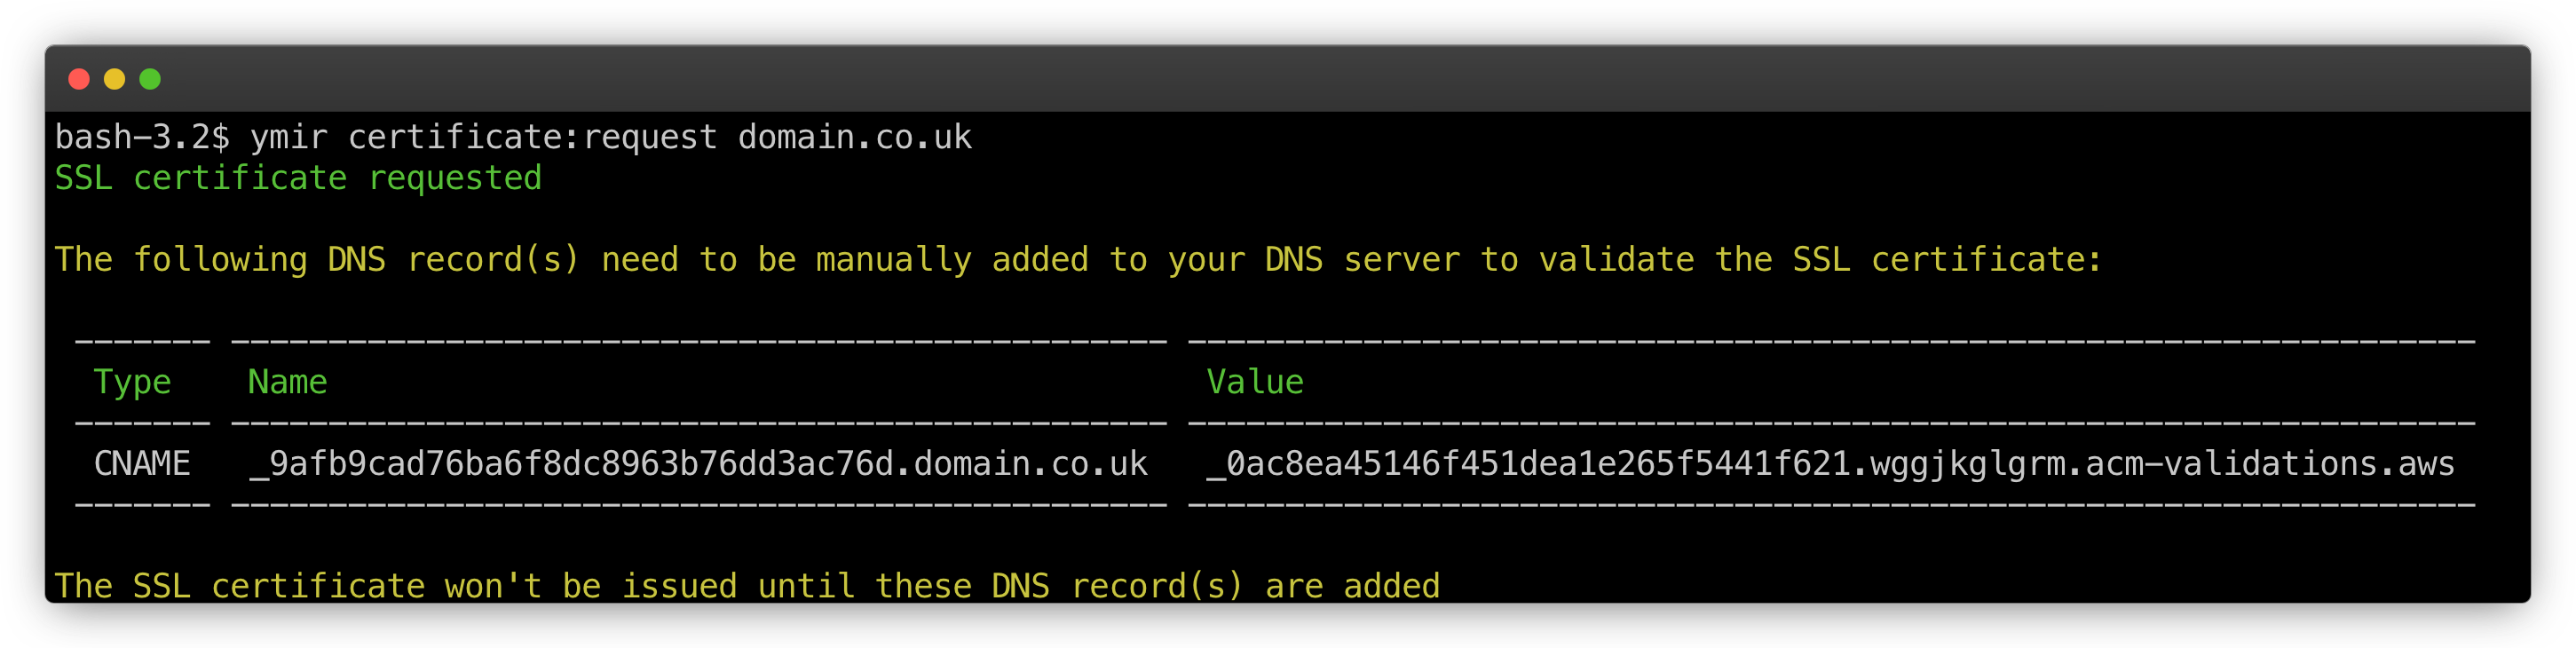 bash-3.2$ ymir certificate:request domain.co.uk
SSL certificate requested
The following DNS record(s) need to be manually added to your DNS server to validate the SSL certificate:
------- ------------------------------------------------ ------------------------------------------------------------------
Type Name Value
------- ------------------------------------------------ ------------------------------------------------------------------
CNAME _9afb9cad76ba6f8dc8963b76dd3ac76d.domain.co.uk _0ac8ea45146f451dea1e265f5441f621.wggjkglgrm.acm-validations.aws
------- ------------------------------------------------ ------------------------------------------------------------------
The SSL certificate won't be issued until these DNS record(s) are added